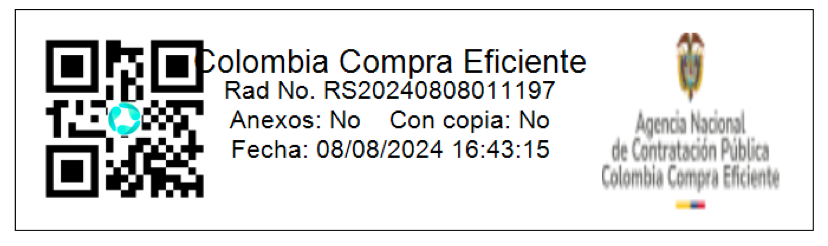 Colombia Compra Eficiente
Rad No. RS20240808011197
Anexos: No Con copia: No
Fecha: 08/08/2024 16:43:15
Agencia Nacional
de Contratación Pública
Colombia Compra Eficiente